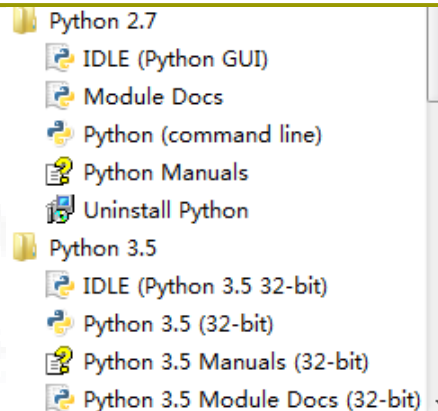 Python 2.7
IDLE (Python GUI)
Module Docs
Python (command line)
Python Manuals
Uninstall Python
Python 3.5
IDLE (Python 3.5 32-bit)
Python 3.5 (32-bit)
Python 3.5 Manuals (32-bit)
Python 3.5 Module Docs (32-bit)